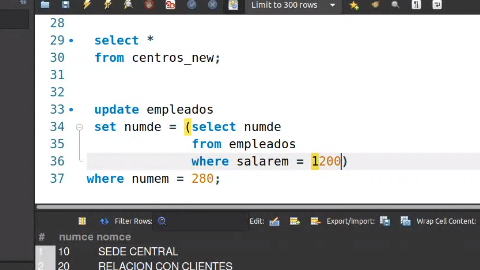 Limit to 300 rows
28
29 select *
30 from centros_new;
31
32
33 update empleados
34 set numde = (select numde
35 from empleados
36 where salarem = 1200)
37 where numem = 280;
Filter Rows: Edit: Export/Import: Wrap Cell Content:
# numce nomce
1 10 SEDE CENTRAL
2 20 RELACION CON CLIENTES